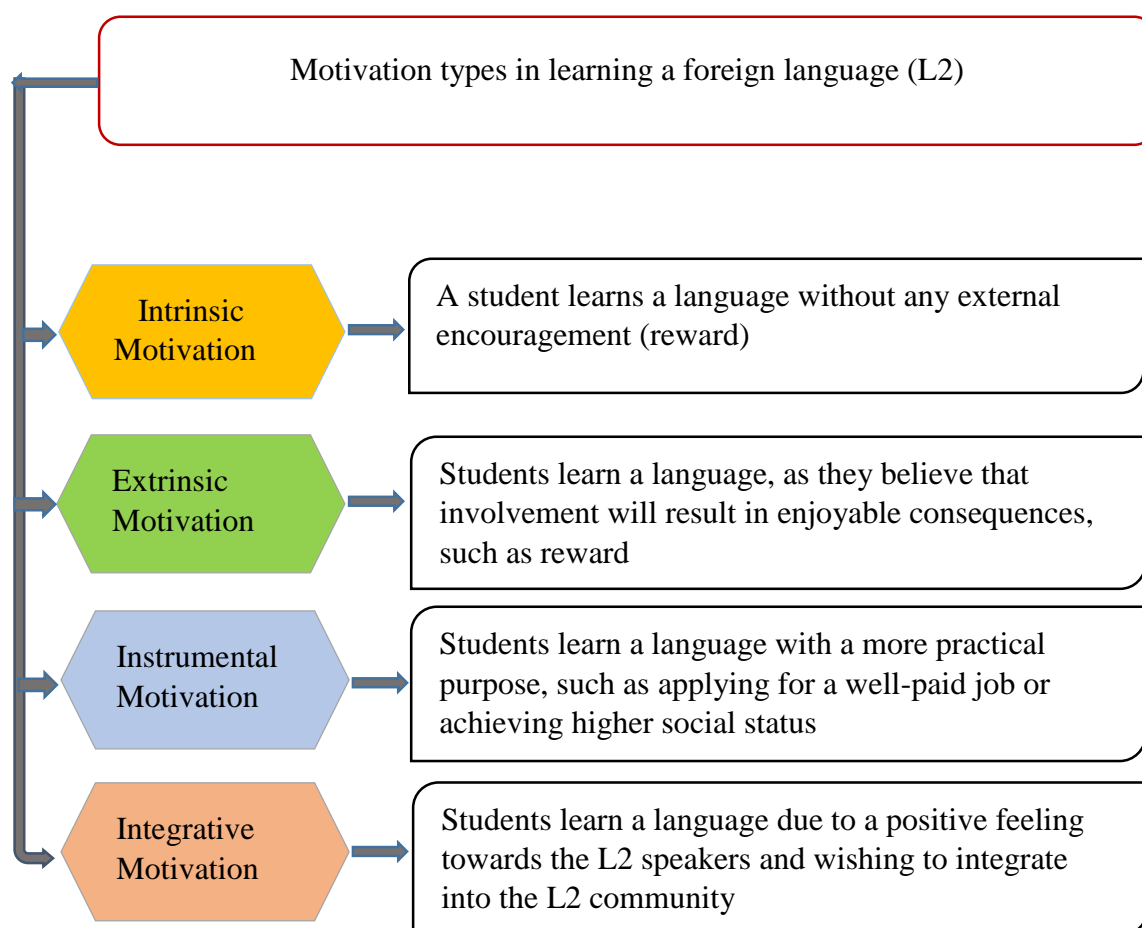 Motivation types in learning a foreign language (L2)
Intrinsic
Motivation
A student learns a language without any external
encouragement (reward)
Extrinsic
Motivation
Students learn a language, as they believe that
involvement will result in enjoyable consequences,
such as reward
Instrumental
Motivation
Students learn a language with a more practical
purpose, such as applying for a well-paid job or
achieving higher social status
Integrative
Motivation
Students learn a language due to a positive feeling
towards the L2 speakers and wishing to integrate
into the L2 community